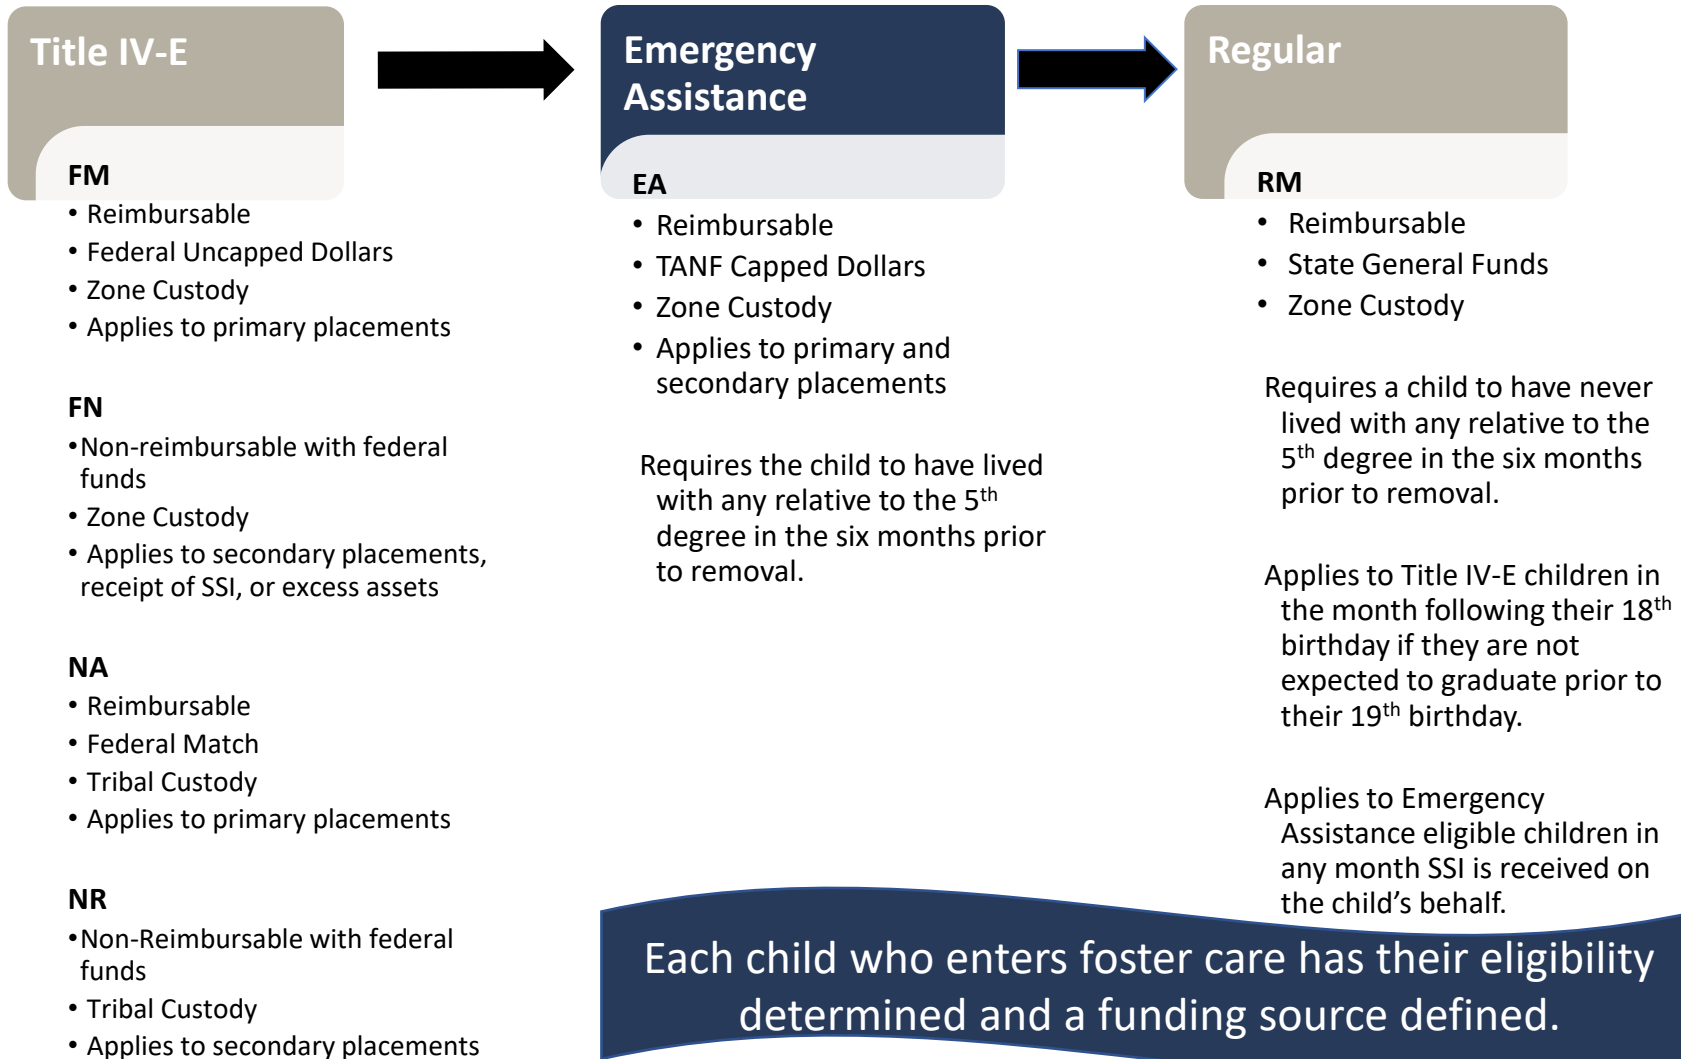 Title IV-E
FM
• Reimbursable
• Federal Uncapped Dollars
• Zone Custody
• Applies to primary placements
FN
•Non-reimbursable with federal
funds
• Zone Custody
• Applies to secondary placements,
receipt of SSI, or excess assets
NA
• Reimbursable
• Federal Match
• Tribal Custody
• Applies to primary placements
NR
•Non-Reimbursable with federal
funds
• Tribal Custody
• Applies to secondary placements
Emergency
Assistance
EA
• Reimbursable
• TANF Capped Dollars
• Zone Custody
• Applies to primary and
secondary placements
Requires the child to have lived
with any relative to the 5th
degree in the six months prior
to removal.
Regular
RM
• Reimbursable
• State General Funds
• Zone Custody
Requires a child to have never
lived with any relative to the
5th degree in the six months
prior to removal.
Applies to Title IV-E children in
the month following their 18th
birthday if they are not
expected to graduate prior to
their 19th birthday.
Applies to Emergency
Assistance eligible children in
any month SSI is received on
the child’s behalf.
Each child who enters foster care has their eligibility
determined and a funding source defined.